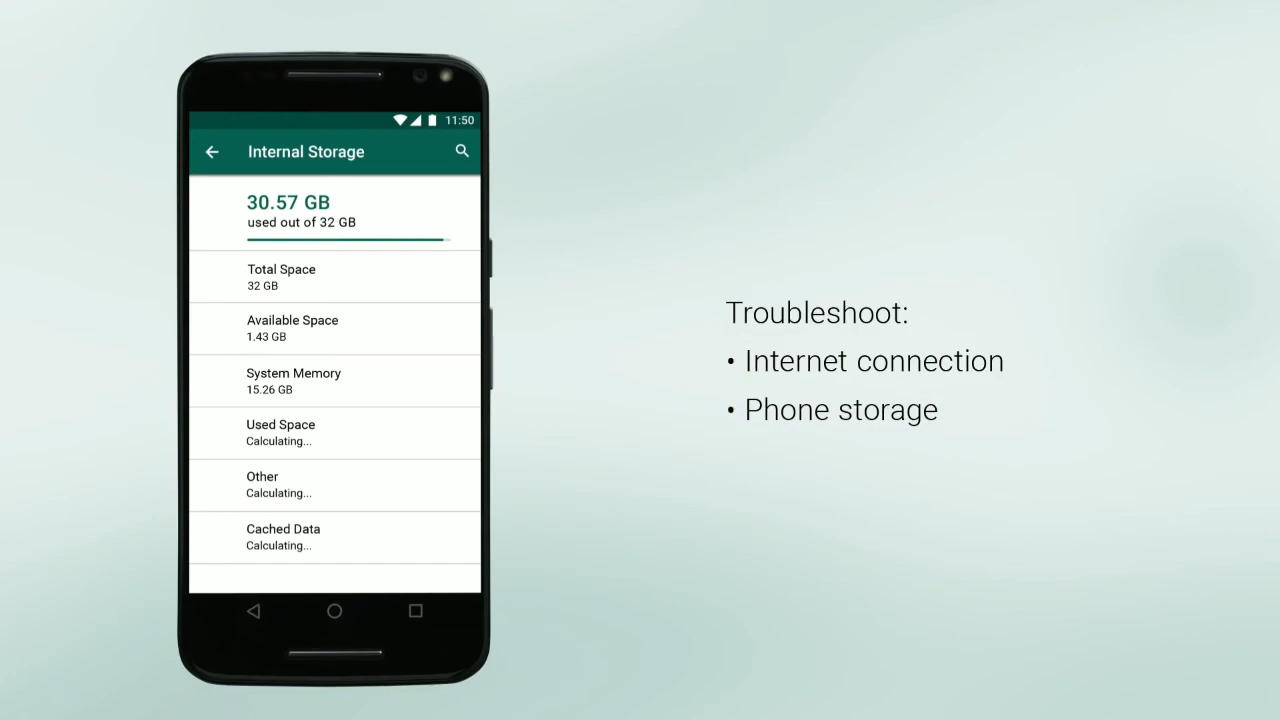 11:50
Internal Storage
30.57 GB
used out of 32 GB
Total Space
32 GB
Available Space
1.43 GB
System Memory
15.26 GB
Used Space
Calculating...
Other
Calculating...
Cached Data
Calculating...
Troubleshoot:
• Internet connection
• Phone storage